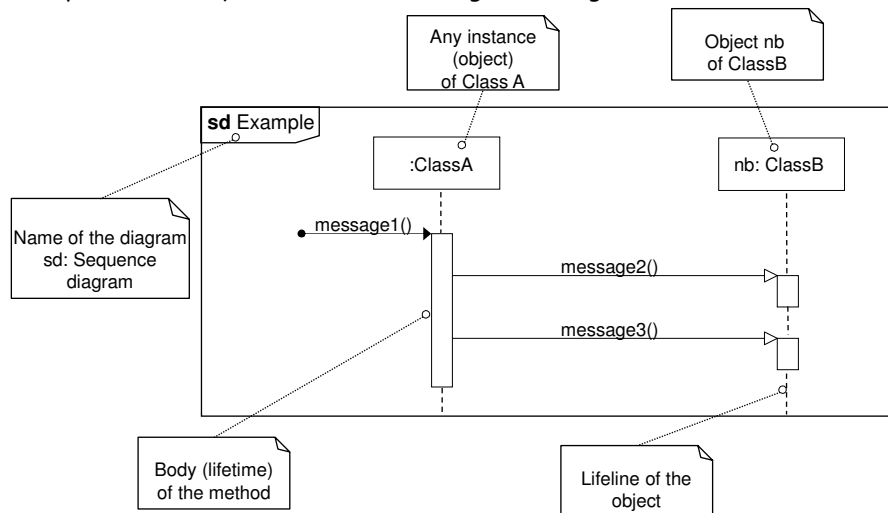 Any instance
(object)
of Class A
Object nb
of ClassB
sd Example
:ClassA
nb: ClassB
Name of the diagram
sd: Sequence
diagram
message1()
message2()
message3()
Body (lifetime)
of the method
Lifeline of the
object